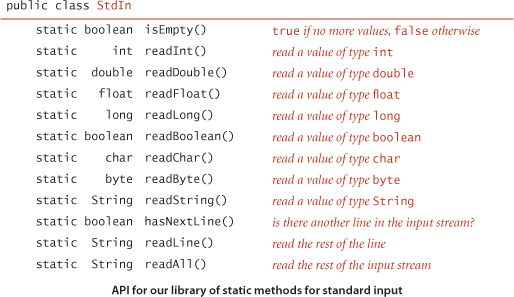 public class StdIn
static boolean isEmpty() true if no more values, false otherwise
static int readInt() read a value of type int
static double readDouble() read a value of type double
static float readFloat() read a value of type float
static long readLong() read a value of type long
static boolean readBoolean() read a value of type boolean
static char readChar() read a value of type char
static byte readByte() read a value of type byte
static String readString() read a value of type String
static boolean hasNextLine() is there another line in the input stream?
static String readLine() read the rest of the line
static String readAll() read the rest of the input stream
API for our library of static methods for standard input